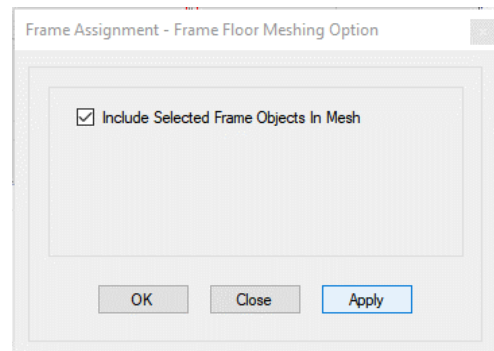 Frame Assignment - Frame Floor Meshing Option
Include Selected Frame Objects In Mesh
OK Close Apply